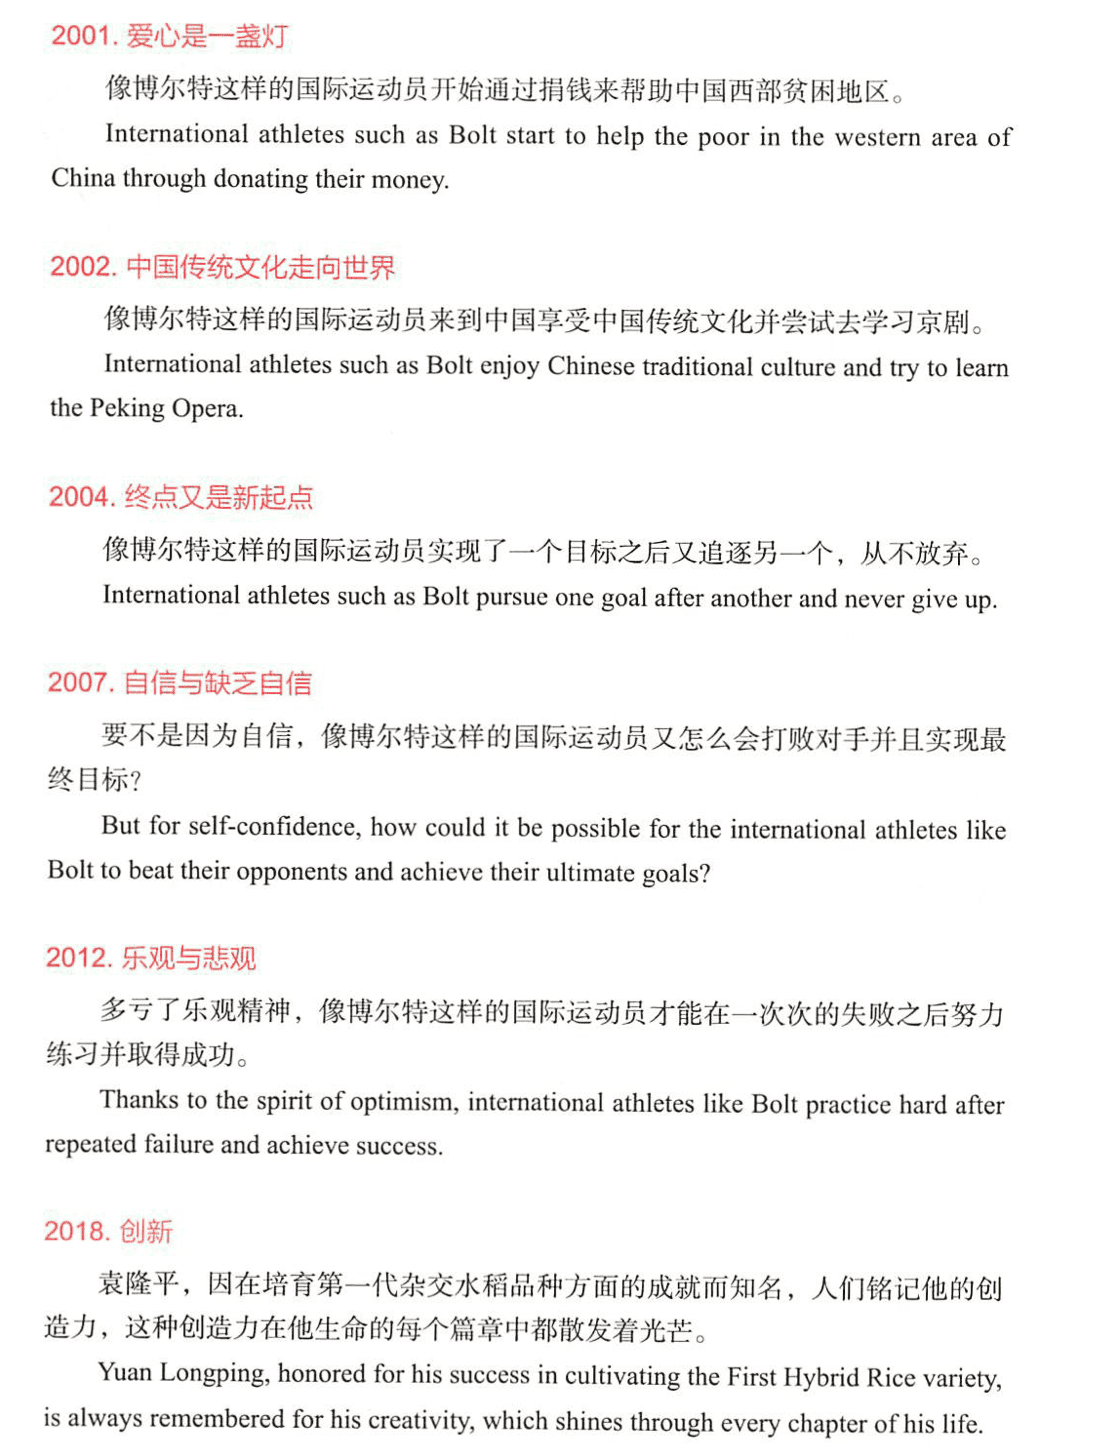 2001. 爱心是一盏灯
像博尔特这样的国际运动员开始通过捐钱来帮助中国西部贫困地区。
International athletes such as Bolt start to help the poor in the western area of
China through donating their money.
2002. 中国传统文化走向世界
像博尔特这样的国际运动员来到中国享受中国传统文化并尝试去学习京剧。
International athletes such as Bolt enjoy Chinese traditional culture and try to learn
the Peking Opera.
2004. 终点又是新起点
像博尔特这样的国际运动员实现了一个目标之后又追逐另一个，从不放弃。
International athletes such as Bolt pursue one goal after another and never give up.
2007. 自信与缺乏自信
要不是因为自信，像博尔特这样的国际运动员又怎么会打败对手并且实现最
终目标？
But for self-confidence, how could it be possible for the international athletes like
Bolt to beat their opponents and achieve their ultimate goals?
2012. 乐观与悲观
多亏了乐观精神，像博尔特这样的国际运动员才能在一次次的失败之后努力
练习并取得成功。
Thanks to the spirit of optimism, international athletes like Bolt practice hard after
repeated failure and achieve success.
2018. 创新
袁隆平，因在培育第一代杂交水稻品种方面的成就而知名，人们铭记他的创
造力，这种创造力在他生命的每个篇章中都散发着光芒。
Yuan Longping, honored for his success in cultivating the First Hybrid Rice variety,
is always remembered for his creativity, which shines through every chapter of his life.